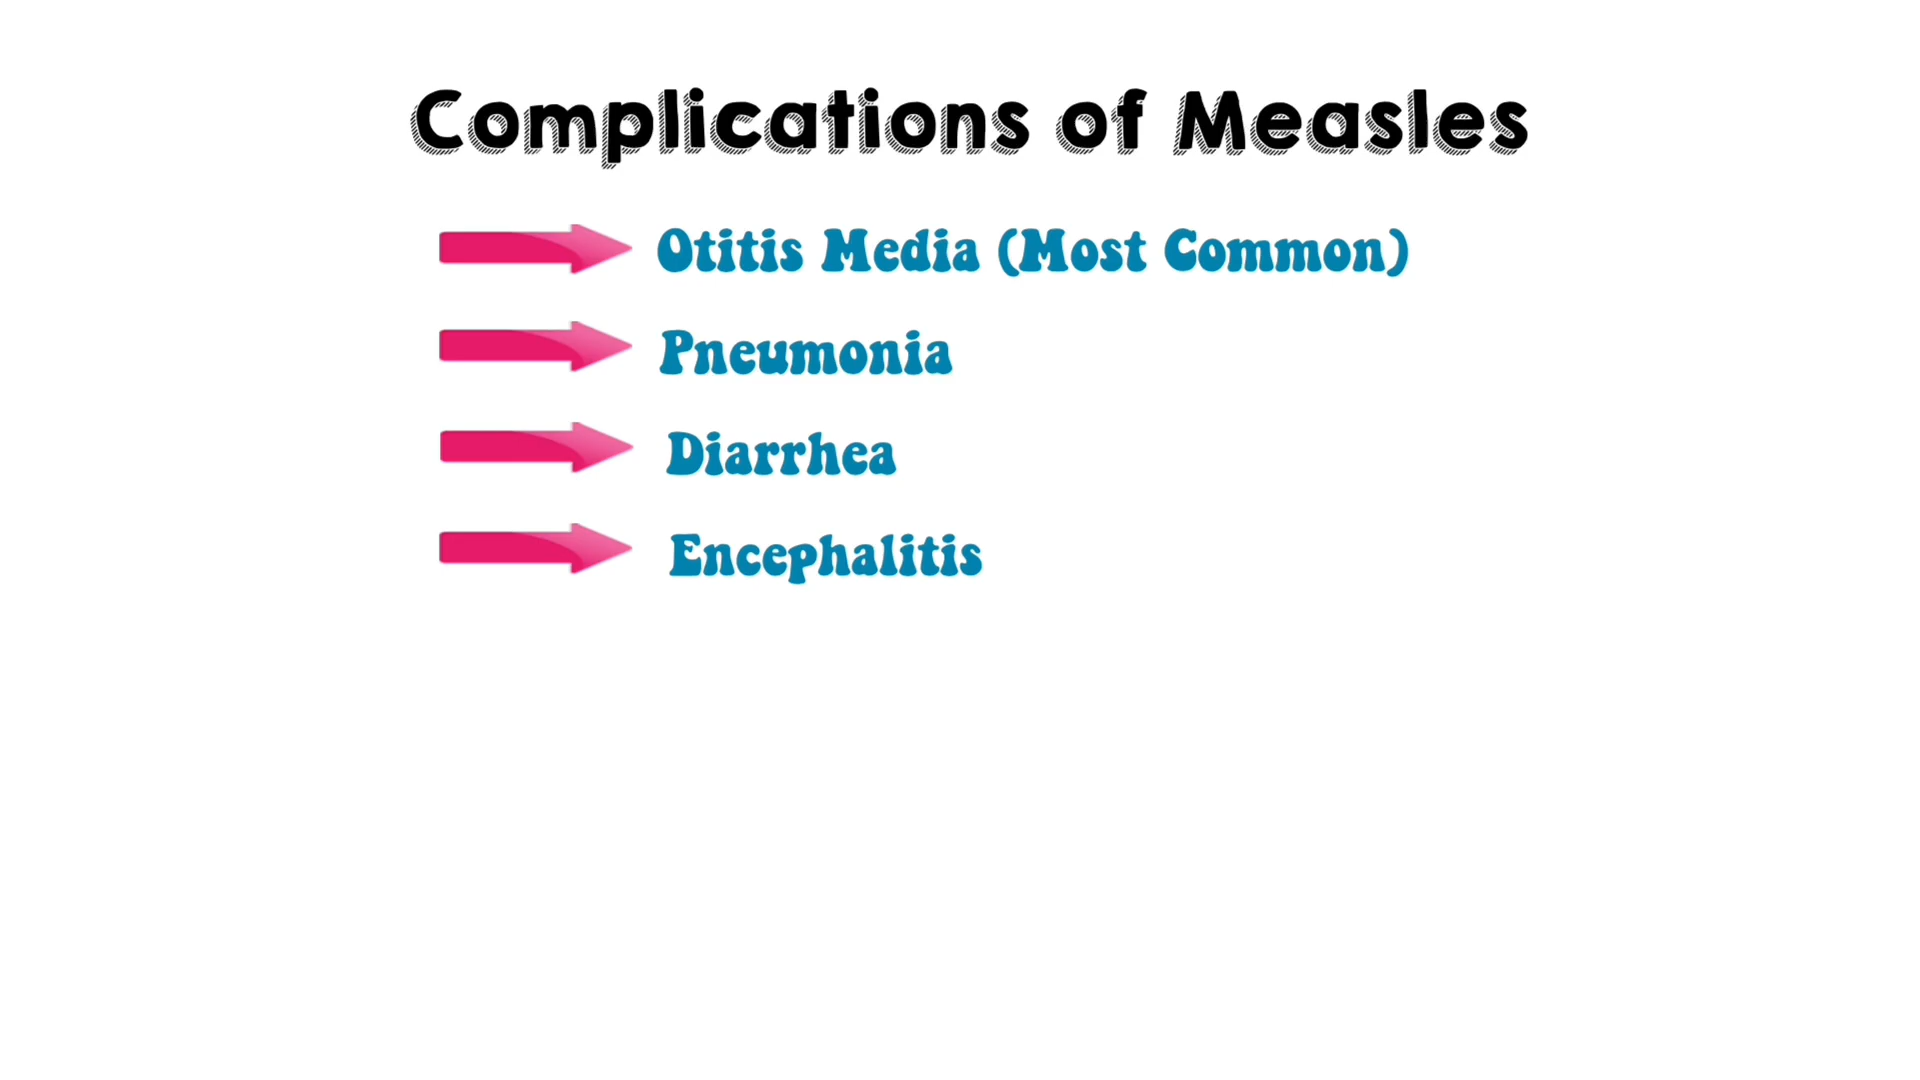 Complications of Measles
Otitis Media (Most Common)
Pneumonia
Diarrhea
Encephalitis